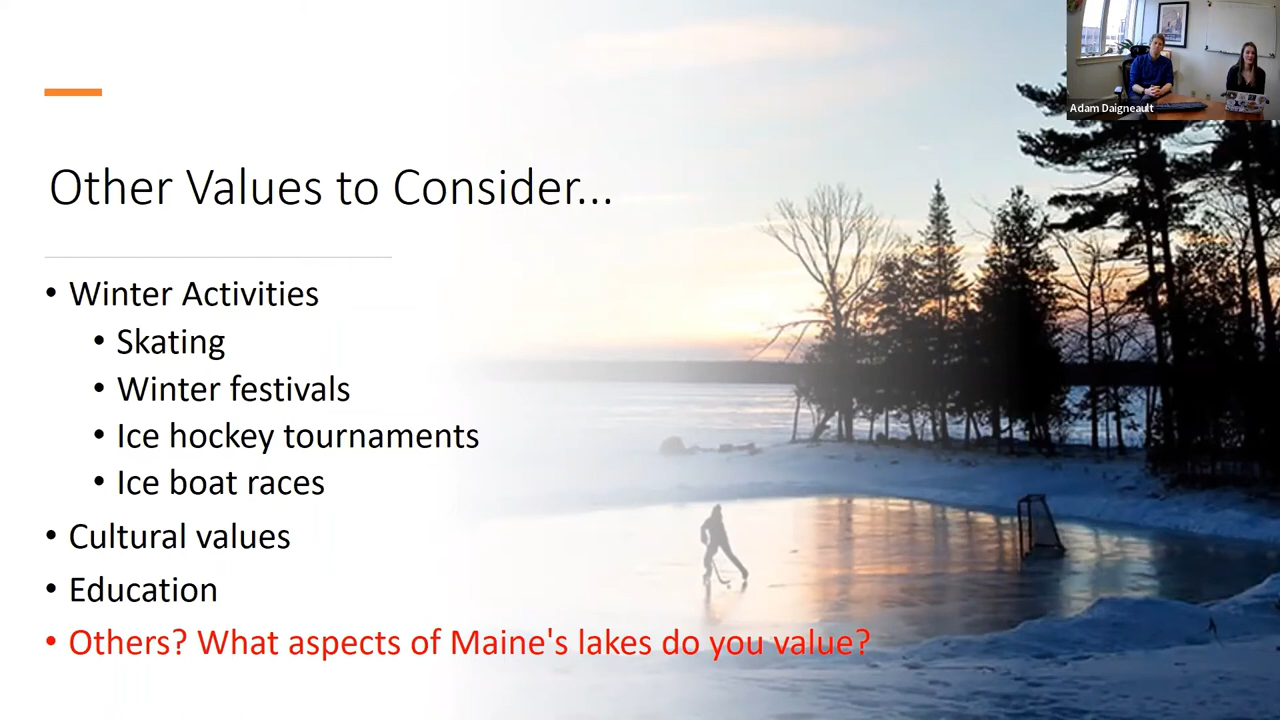 Adam Daigneault
Other Values to Consider...
• Winter Activities
• Skating
• Winter festivals
• Ice hockey tournaments
• Ice boat races
• Cultural values
• Education
• Others? What aspects of Maine's lakes do you value?